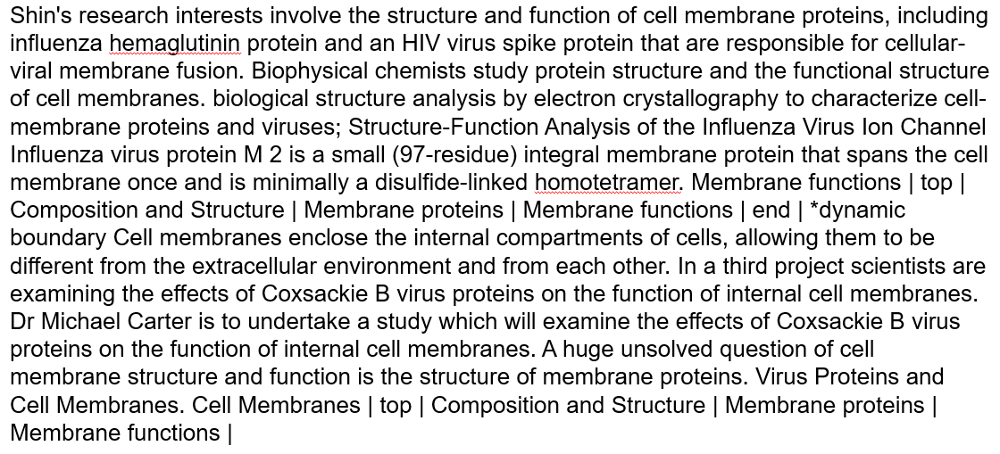 Shin's research interests involve the structure and function of cell membrane proteins, including
influenza hemaglutinin protein and an HIV virus spike protein that are responsible for cellular-
viral membrane fusion. Biophysical chemists study protein structure and the functional structure
of cell membranes. biological structure analysis by electron crystallography to characterize cell-
membrane proteins and viruses; Structure-Function Analysis of the Influenza Virus Ion Channel
Influenza virus protein M 2 is a small (97-residue) integral membrane protein that spans the cell
membrane once and is minimally a disulfide-linked homotetramer. Membrane functions | top |
Composition and Structure | Membrane proteins | Membrane functions | end | *dynamic
boundary Cell membranes enclose the internal compartments of cells, allowing them to be
different from the extracellular environment and from each other. In a third project scientists are
examining the effects of Coxsackie B virus proteins on the function of internal cell membranes.
Dr Michael Carter is to undertake a study which will examine the effects of Coxsackie B virus
proteins on the function of internal cell membranes. A huge unsolved question of cell
membrane structure and function is the structure of membrane proteins. Virus Proteins and
Cell Membranes. Cell Membranes | top | Composition and Structure | Membrane proteins |
Membrane functions |